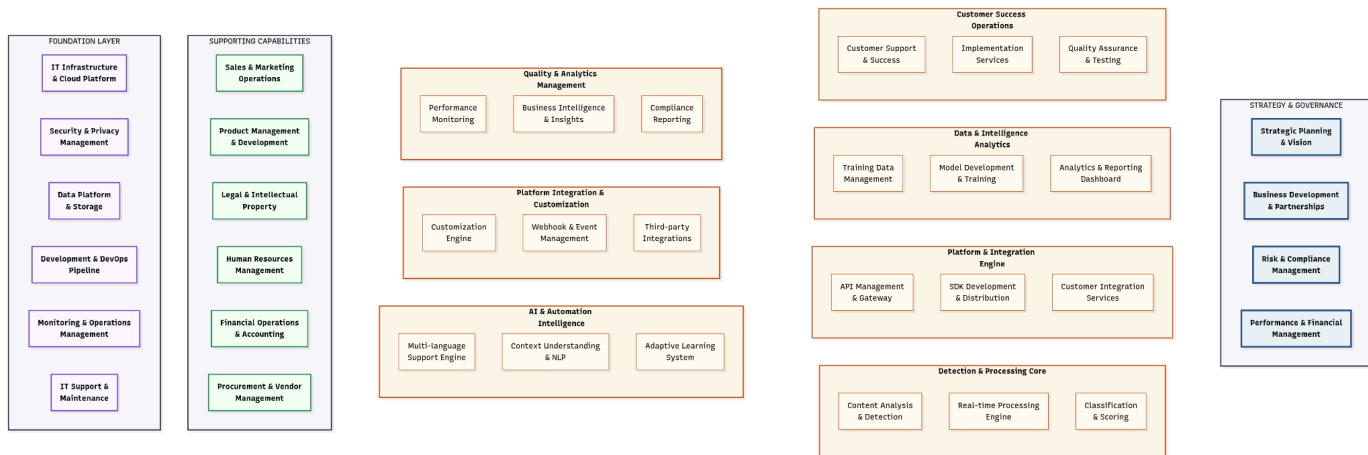 FOUNDATION LAYER
IT Infrastructure
& Cloud Platform
Security & Privacy
Management
Data Platform
& Storage
Development & DevOps
Pipeline
Monitoring & Operations
Management
IT Support &
Maintenance
SUPPORTING CAPABILITIES
Sales & Marketing
Operations
Product Management
& Development
Legal & Intellectual
Property
Human Resources
Management
Financial Operations
& Accounting
Procurement & Vendor
Management
Quality & Analytics
Management
Performance
Monitoring
Business Intelligence
& Insights
Compliance
Reporting
Platform Integration &
Customization
Customization
Engine
Webhook & Event
Management
Third-party
Integrations
AI & Automation
Intelligence
Multi-language
Support Engine
Context Understanding
& NLP
Adaptive Learning
System
Customer Success
Operations
Customer Support
& Success
Implementation
Services
Quality Assurance
& Testing
Data & Intelligence
Analytics
Training Data
Management
Model Development
& Training
Analytics & Reporting
Dashboard
Platform & Integration
Engine
API Management
& Gateway
SDK Development
& Distribution
Customer Integration
Services
Detection & Processing Core
Content Analysis
& Detection
Real-time Processing
Engine
Classification
& Scoring
STRATEGY & GOVERNANCE
Strategic Planning
& Vision
Business Development
& Partnerships
Risk & Compliance
Management
Performance & Financial
Management